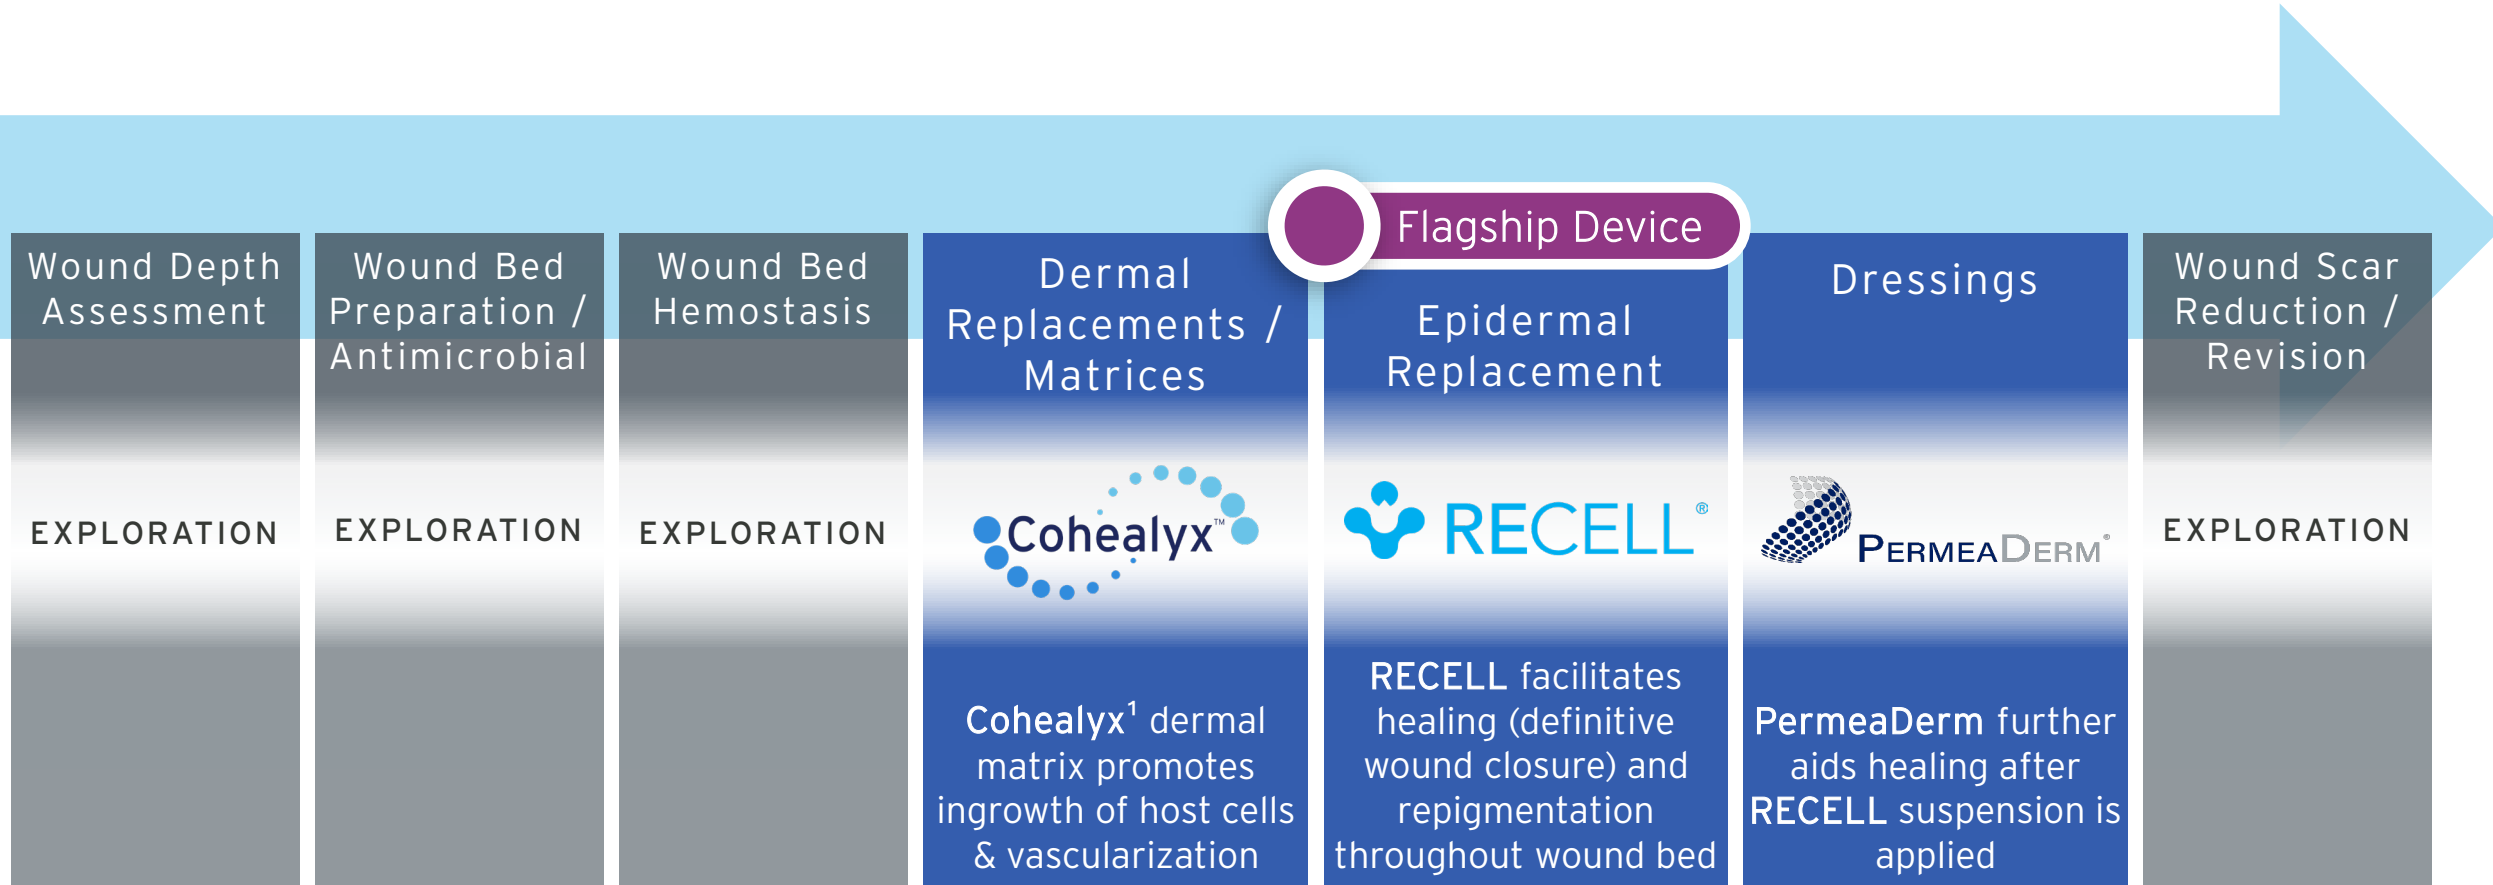 Flagship Device
Wound Depth
Assessment
EXPLORATION
Wound Bed
Preparation /
Antimicrobial
EXPLORATION
Wound Bed
Hemostasis
EXPLORATION
Dermal
Replacements /
Matrices
Cohealyx™
Cohealyx¹ dermal
matrix promotes
ingrowth of host cells
& vascularization
Epidermal
Replacement
RECELL®
RECELL facilitates
healing (definitive
wound closure) and
repigmentation
throughout wound bed
Dressings
PERMEADERM®
PermeaDerm further
aids healing after
RECELL suspension is
applied
Wound Scar
Reduction /
Revision
EXPLORATION